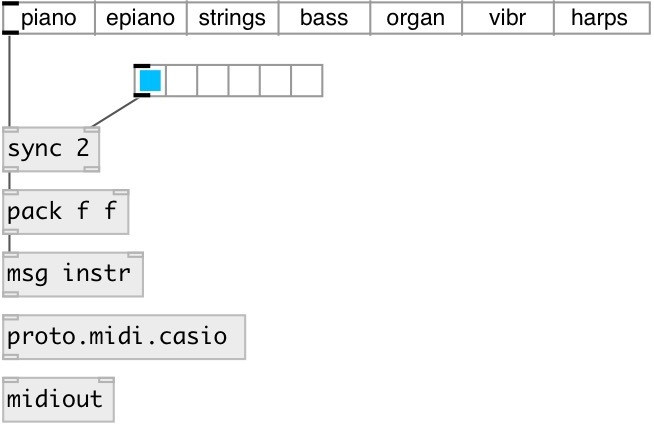 piano epiano strings bass organ vibr harps
sync 2
pack f f
msg instr
proto.midi.casio
midiout